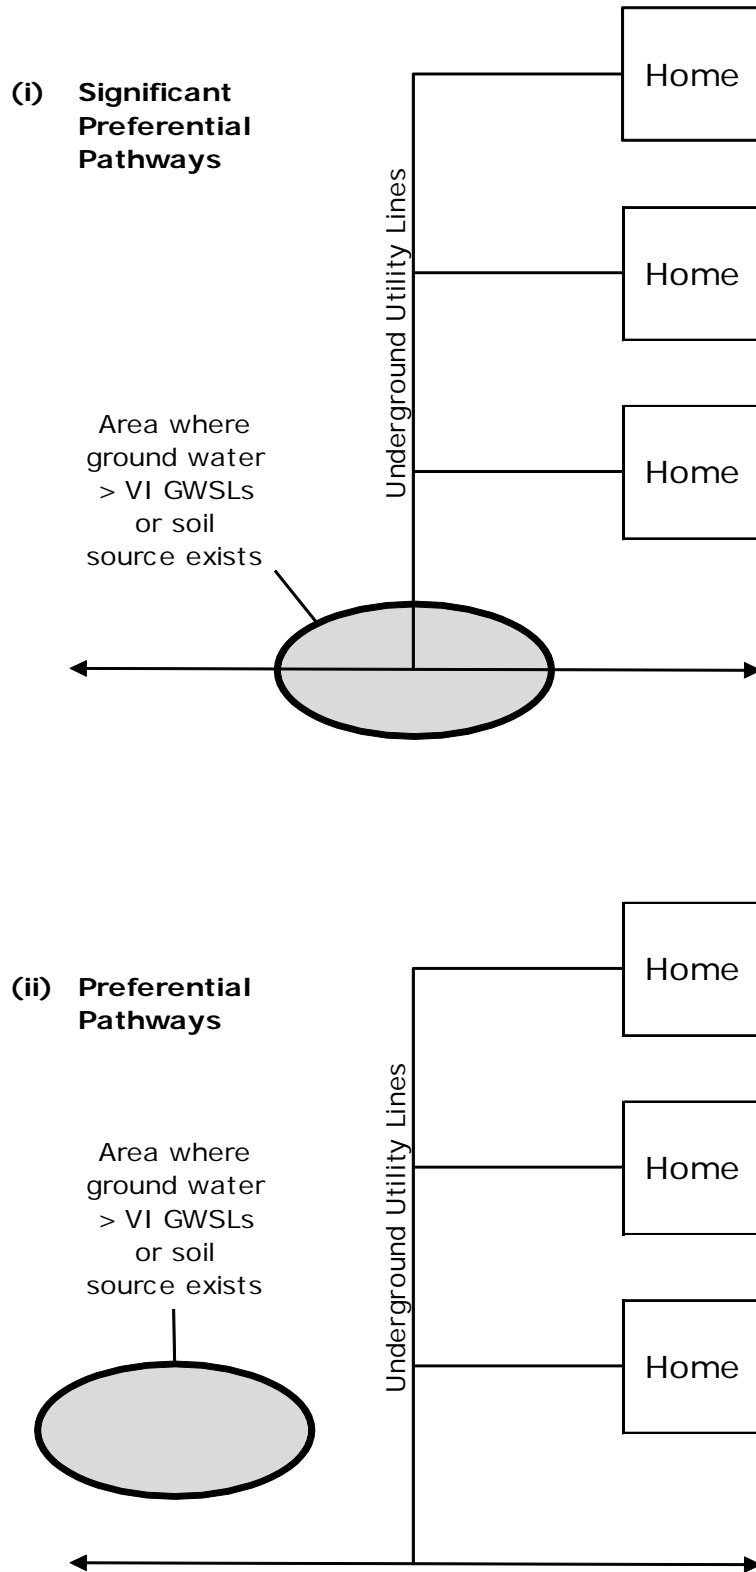 (i) Significant
Preferential
Pathways
Home
Underground Utility Lines
Home
Home
Area where
ground water
> VI GWSLs
or soil
source exists
(ii) Preferential
Pathways
Home
Underground Utility Lines
Home
Home
Area where
ground water
> VI GWSLs
or soil
source exists